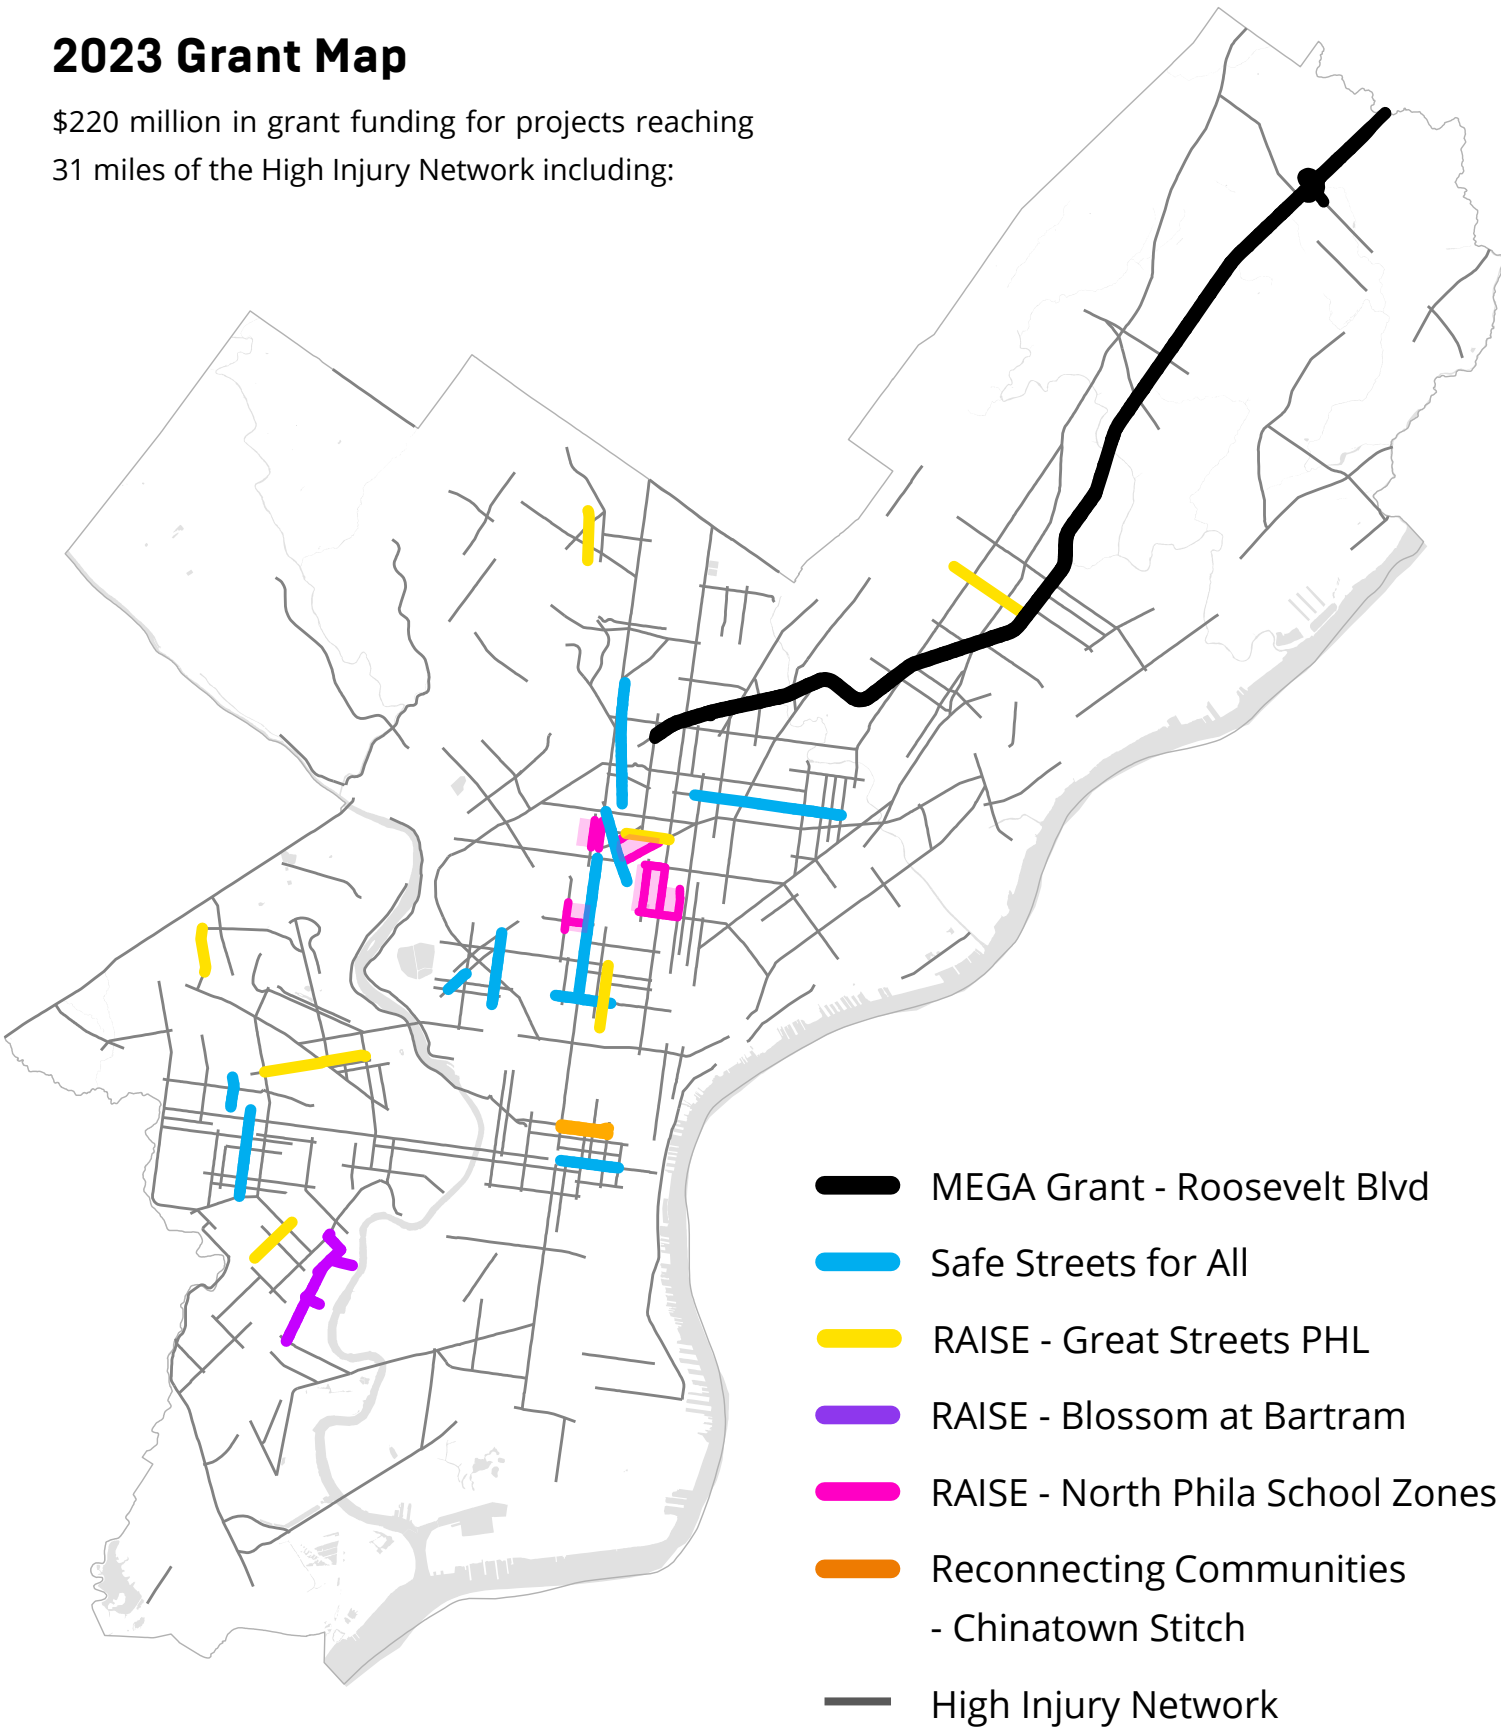 2023 Grant Map
$220 million in grant funding for projects reaching
31 miles of the High Injury Network including:
MEGA Grant - Roosevelt Blvd
Safe Streets for All
RAISE - Great Streets PHL
RAISE - Blossom at Bartram
RAISE - North Phila School Zones
Reconnecting Communities
- Chinatown Stitch
High Injury Network